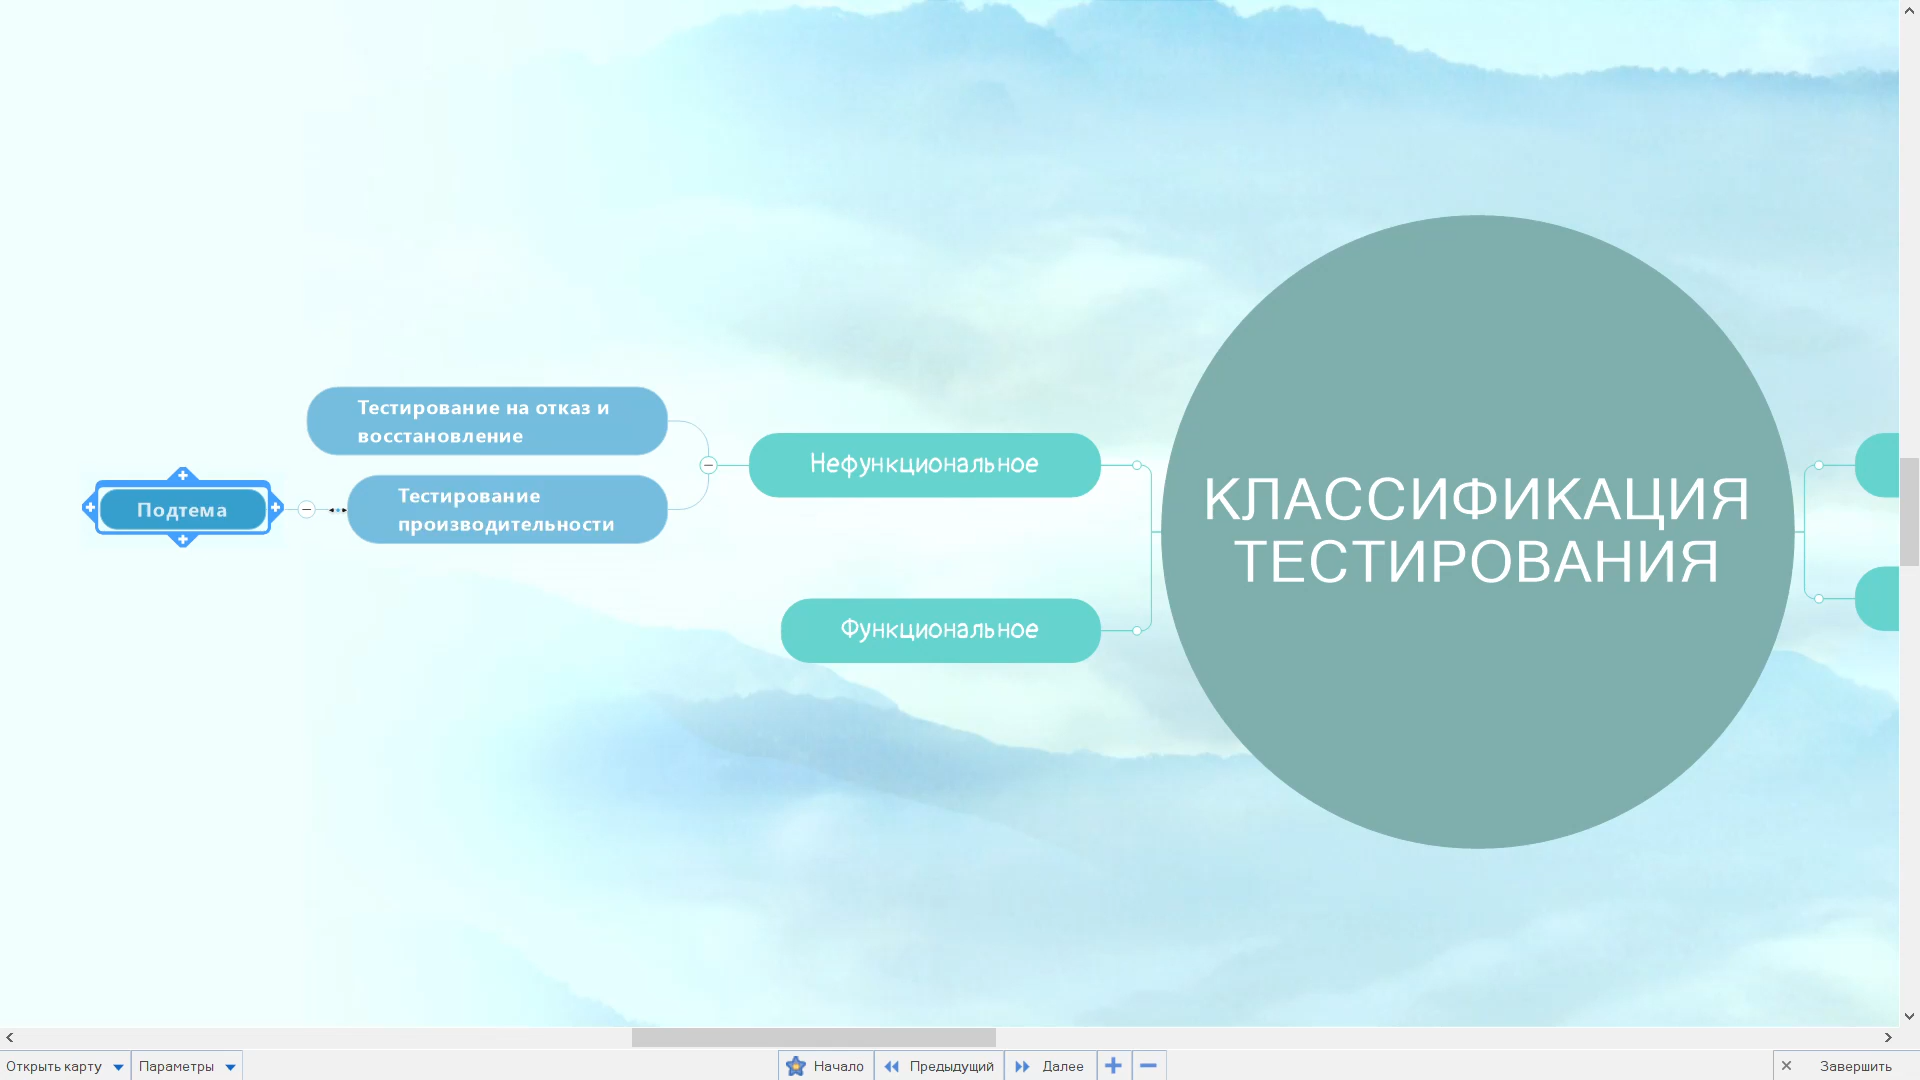 Тестирование на отказ и
восстановление
Подтема
Тестирование
производительности
Нефункциональное
Функциональное
КЛАССИФИКАЦИЯ
ТЕСТИРОВАНИЯ
Открыть карту
Параметры
Начало
Предыдущий
Далее
Завершить